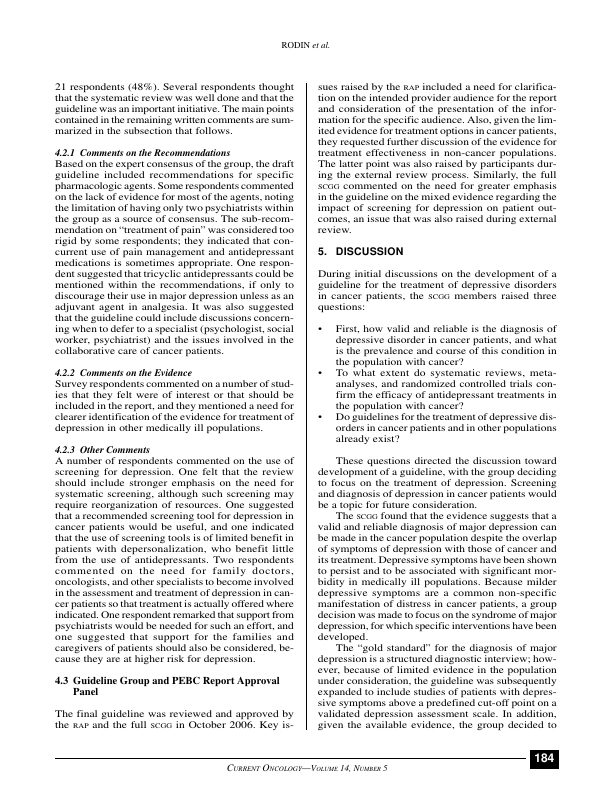 RODIN et al.
21 respondents (48%). Several respondents thought
that the systematic review was well done and that the
guideline was an important initiative. The main points
contained in the remaining written comments are sum-
marized in the subsection that follows.
4.2.1 Comments on the Recommendations
Based on the expert consensus of the group, the draft
guideline included recommendations for specific
pharmacologic agents. Some respondents commented
on the lack of evidence for most of the agents, noting
the limitation of having only two psychiatrists within
the group as a source of consensus. The sub-recom-
mendation on “treatment of pain” was considered too
rigid by some respondents; they indicated that con-
current use of pain management and antidepressant
medications is sometimes appropriate. One respon-
dent suggested that tricyclic antidepressants could be
mentioned within the recommendations, if only to
discourage their use in major depression unless as an
adjuvant agent in analgesia. It was also suggested
that the guideline could include discussions concern-
ing when to defer to a specialist (psychologist, social
worker, psychiatrist) and the issues involved in the
collaborative care of cancer patients.
4.2.2 Comments on the Evidence
Survey respondents commented on a number of stud-
ies that they felt were of interest or that should be
included in the report, and they mentioned a need for
clearer identification of the evidence for treatment of
depression in other medically ill populations.
4.2.3 Other Comments
A number of respondents commented on the use of
screening for depression. One felt that the review
should include stronger emphasis on the need for
systematic screening, although such screening may
require reorganization of resources. One suggested
that a recommended screening tool for depression in
cancer patients would be useful, and one indicated
that the use of screening tools is of limited benefit in
patients with depersonalization, who benefit little
from the use of antidepressants. Two respondents
commented on the need for family doctors,
oncologists, and other specialists to become involved
in the assessment and treatment of depression in can-
cer patients so that treatment is actually offered where
indicated. One respondent remarked that support from
psychiatrists would be needed for such an effort, and
one suggested that support for the families and
caregivers of patients should also be considered, be-
cause they are at higher risk for depression.
4.3 Guideline Group and PEBC Report Approval
Panel
The final guideline was reviewed and approved by
the RAP and the full SCGG in October 2006. Key is-
sues raised by the RAP included a need for clarifica-
tion on the intended provider audience for the report
and consideration of the presentation of the infor-
mation for the specific audience. Also, given the lim-
ited evidence for treatment options in cancer patients,
they requested further discussion of the evidence for
treatment effectiveness in non-cancer populations.
The latter point was also raised by participants dur-
ing the external review process. Similarly, the full
SCGG commented on the need for greater emphasis
in the guideline on the mixed evidence regarding the
impact of screening for depression on patient out-
comes, an issue that was also raised during external
review.
5. DISCUSSION
During initial discussions on the development of a
guideline for the treatment of depressive disorders
in cancer patients, the SCGG members raised three
questions:
• First, how valid and reliable is the diagnosis of
depressive disorder in cancer patients, and what
is the prevalence and course of this condition in
the population with cancer?
• To what extent do systematic reviews, meta-
analyses, and randomized controlled trials con-
firm the efficacy of antidepressant treatments in
the population with cancer?
• Do guidelines for the treatment of depressive dis-
orders in cancer patients and in other populations
already exist?
These questions directed the discussion toward
development of a guideline, with the group deciding
to focus on the treatment of depression. Screening
and diagnosis of depression in cancer patients would
be a topic for future consideration.
The SCGG found that the evidence suggests that a
valid and reliable diagnosis of major depression can
be made in the cancer population despite the overlap
of symptoms of depression with those of cancer and
its treatment. Depressive symptoms have been shown
to persist and to be associated with significant mor-
bidity in medically ill populations. Because milder
depressive symptoms are a common non-specific
manifestation of distress in cancer patients, a group
decision was made to focus on the syndrome of major
depression, for which specific interventions have been
developed.
The “gold standard” for the diagnosis of major
depression is a structured diagnostic interview; how-
ever, because of limited evidence in the population
under consideration, the guideline was subsequently
expanded to include studies of patients with depres-
sive symptoms above a predefined cut-off point on a
validated depression assessment scale. In addition,
given the available evidence, the group decided to
184
CURRENT ONCOLOGY—VOLUME 14, NUMBER 5